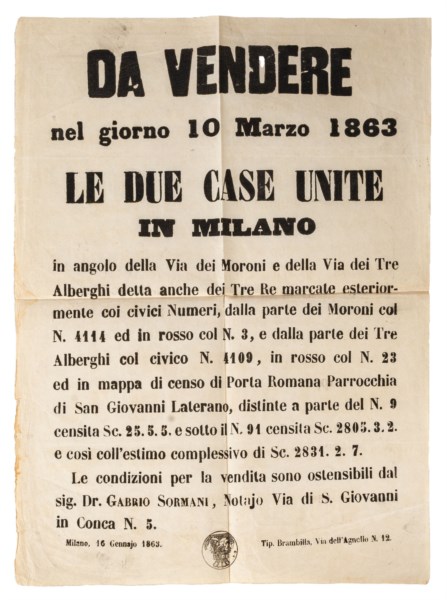 DA VENDERE
nel giorno 10 Marzo 1863
LE DUE CASE UNITE
IN MILANO
in angolo della Via dei Moroni e della Via dei Tre
Alberghi detta anche dei Tre Re marcate esterior-
mente coi civici Numeri, dalla parte dei Moroni col
N. 4114 ed in rosso col N. 3, e dalla parte dei Tre
Alberghi col civico N. 4109, in rosso col N. 23
ed in mappa di censo di Porta Romana Parrocchia
di San Giovanni Laterano, distinte a parte del N. 9
censita Sc. 25. 5. 5. e sotto il N. 91 censita Sc. 2805. 3. 2.
e così coll'estimo complessivo di Sc. 2831. 2. 7.
Le condizioni per la vendita sono ostensibili dal
sig. Dr. GABRIO SORMANI, Notajo Via di S. Giovanni
in Conca N. 5.
Milano, 16 Gennajo 1863.
Tip. Brambilla, Via dell'Agnello N. 12.